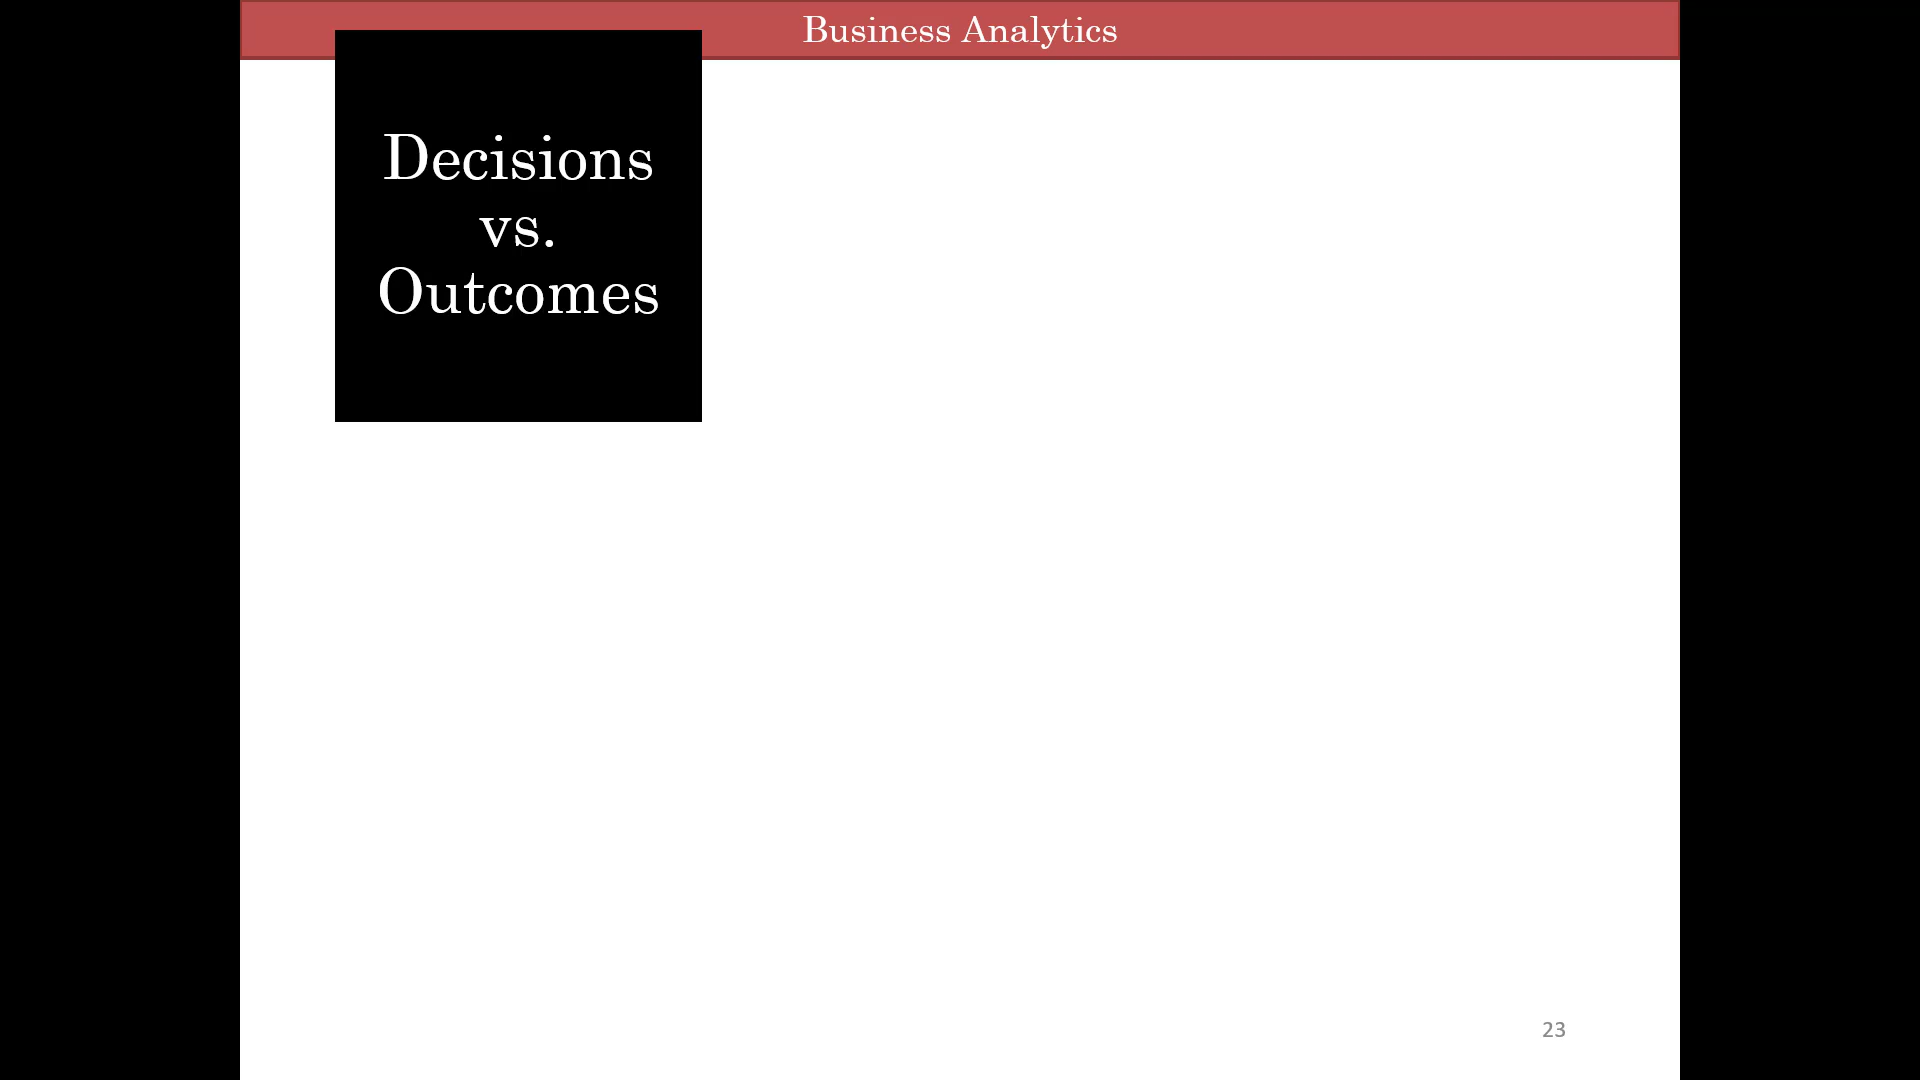 Business Analytics
Decisions
vs.
Outcomes
23